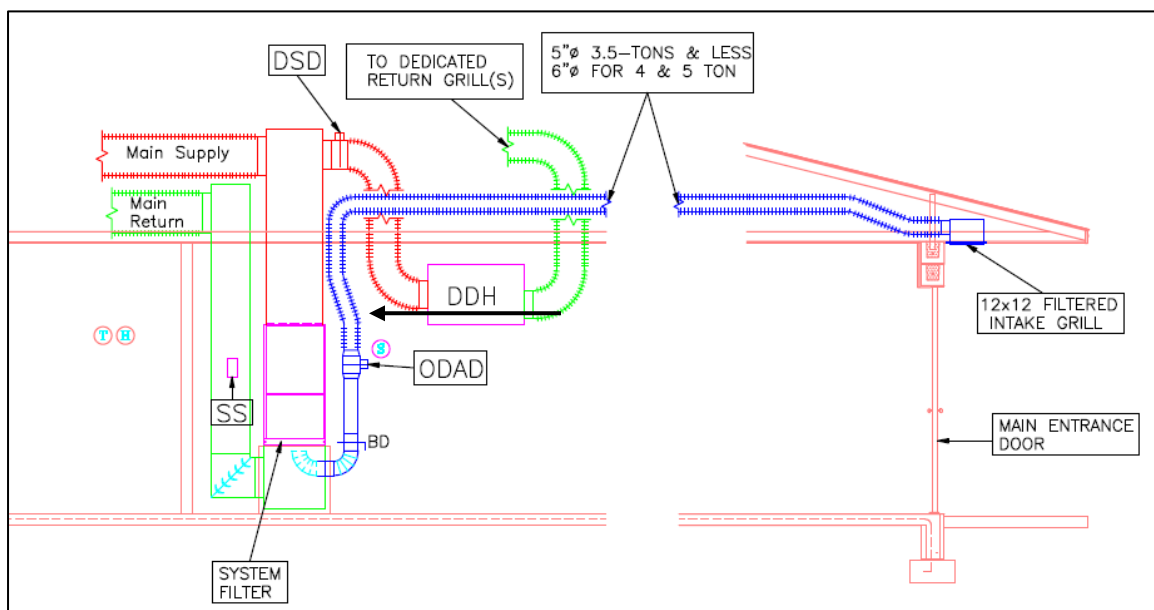 DSD
TO DEDICATED
RETURN GRILL(S)
5"ø 3.5-TONS & LESS
6"ø FOR 4 & 5 TON
Main Supply
Main
Return
DDH
12x12 FILTERED
INTAKE GRILL
T H
S
ODAD
SS
BD
MAIN ENTRANCE
DOOR
SYSTEM
FILTER